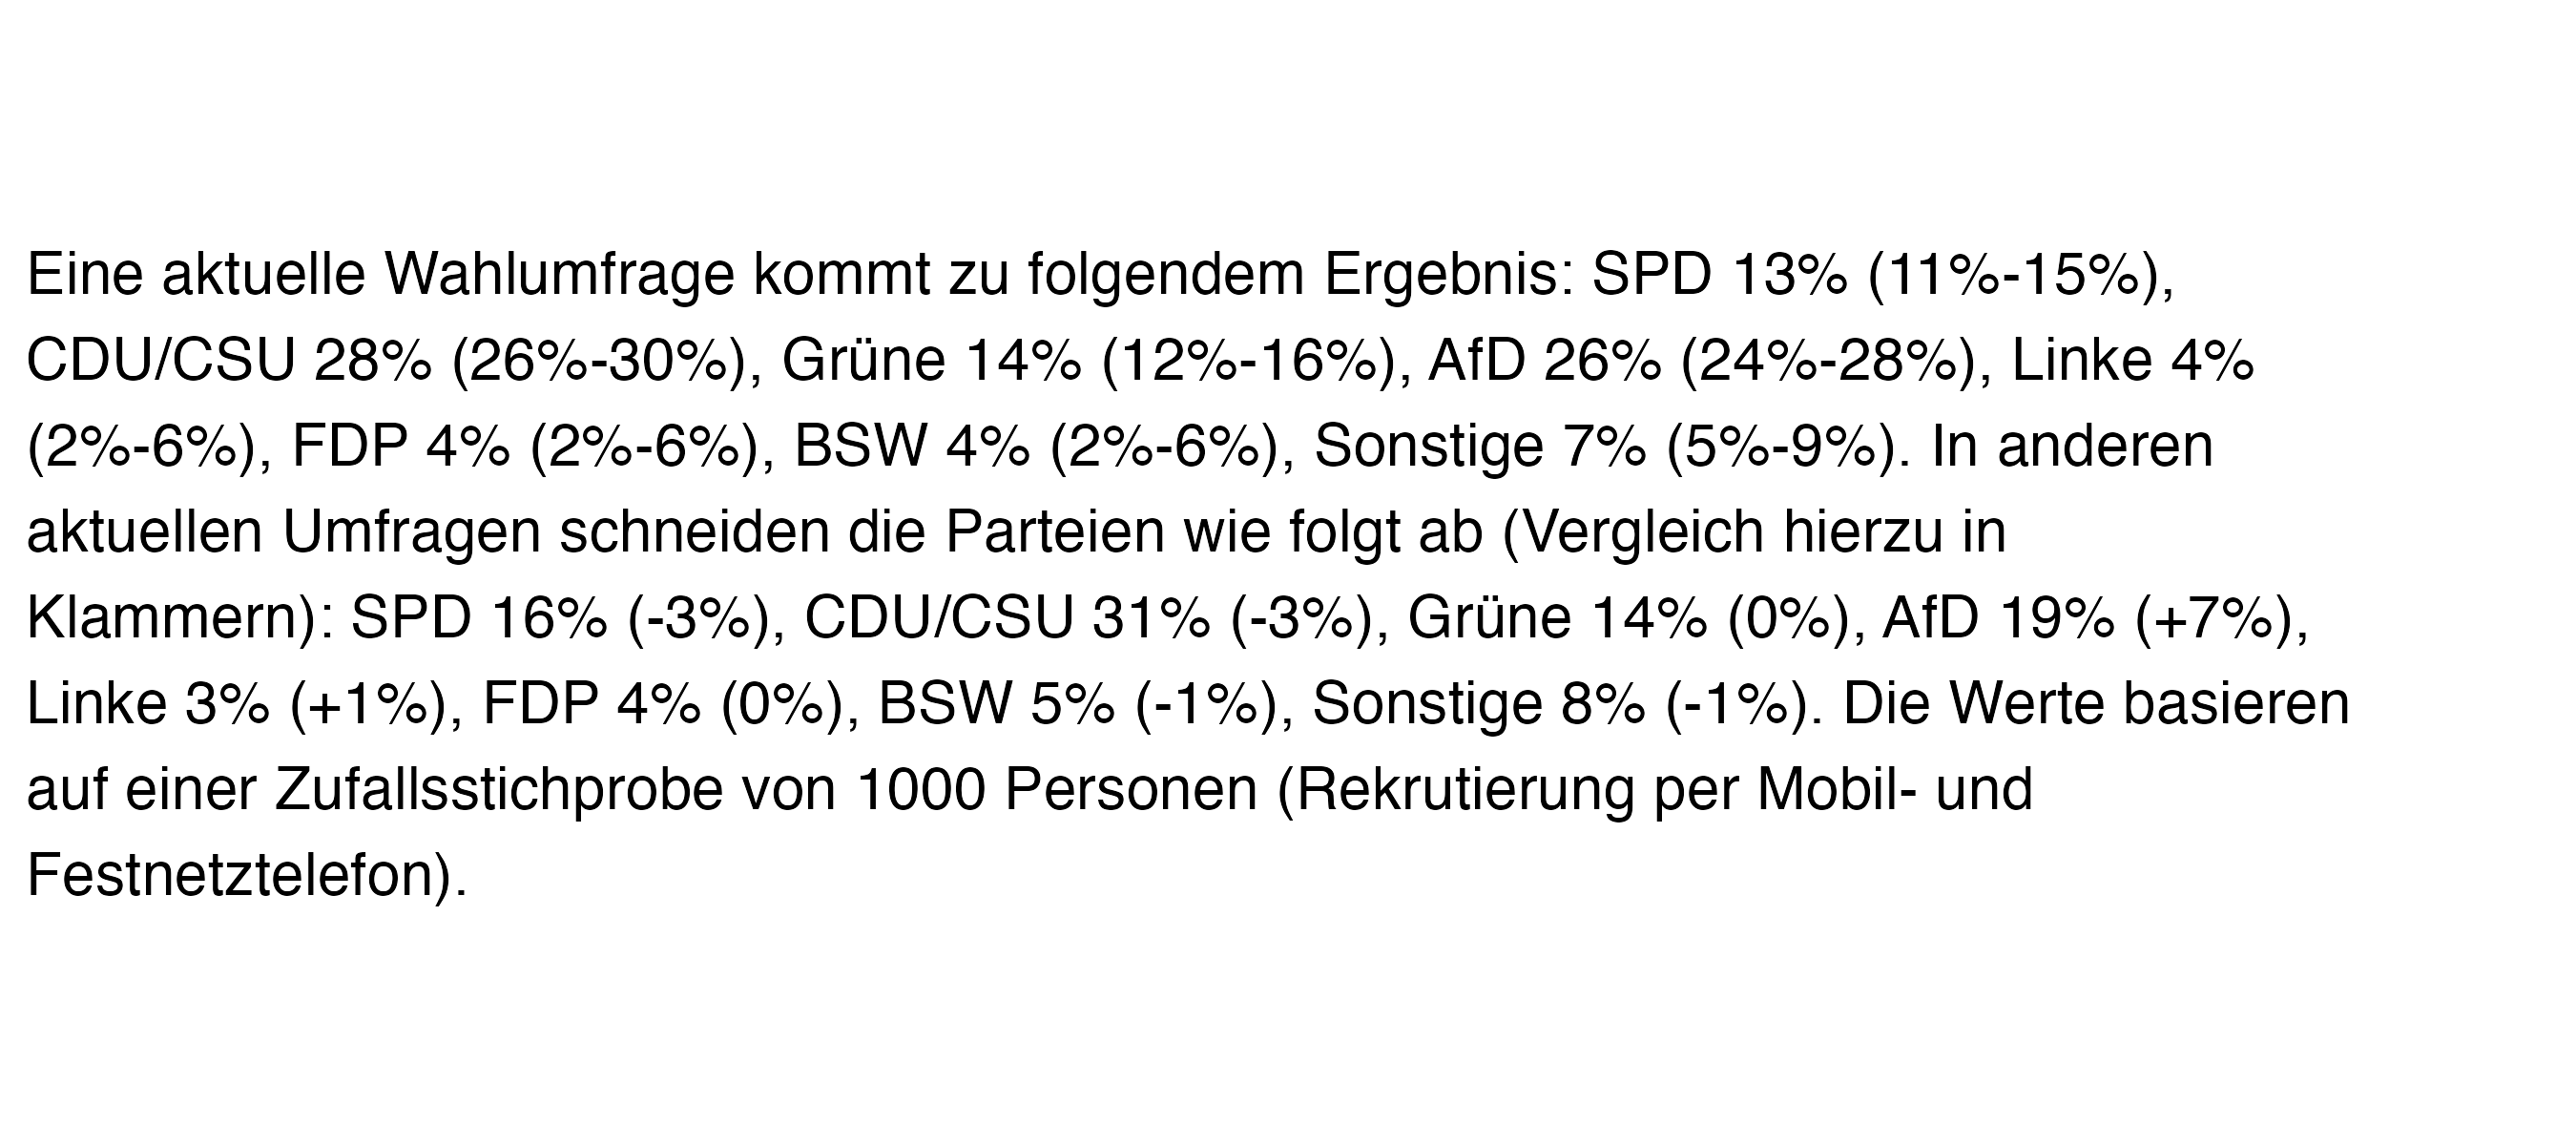 Eine aktuelle Wahlumfrage kommt zu folgendem Ergebnis: SPD 13% (11%-15%),
CDU/CSU 28% (26%-30%), Grüne 14% (12%-16%), AfD 26% (24%-28%), Linke 4%
(2%-6%), FDP 4% (2%-6%), BSW 4% (2%-6%), Sonstige 7% (5%-9%). In anderen
aktuellen Umfragen schneiden die Parteien wie folgt ab (Vergleich hierzu in
Klammern): SPD 16% (-3%), CDU/CSU 31% (-3%), Grüne 14% (0%), AfD 19% (+7%),
Linke 3% (+1%), FDP 4% (0%), BSW 5% (-1%), Sonstige 8% (-1%). Die Werte basieren
auf einer Zufallsstichprobe von 1000 Personen (Rekrutierung per Mobil- und
Festnetztelefon).